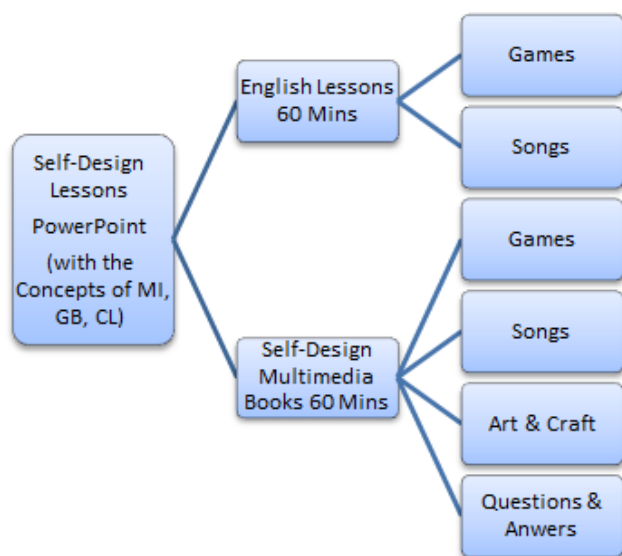 Self-Design
Lessons
PowerPoint
(with the
Concepts of MI,
GB, CL)
English Lessons
60 Mins
Games
Songs
Self-Design
Multimedia
Books 60 Mins
Games
Songs
Art & Craft
Questions &
Anwers